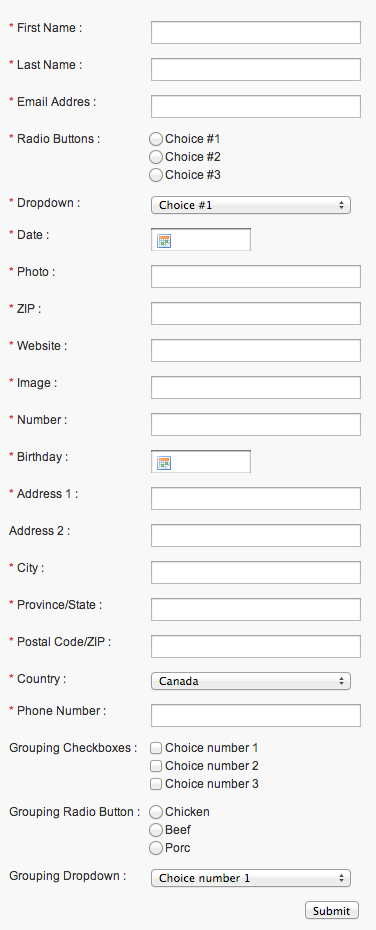 * First Name :
* Last Name :
* Email Addres :
* Radio Buttons : Choice #1
Choice #2
Choice #3
* Dropdown : Choice #1
* Date :
* Photo :
* ZIP :
* Website :
* Image :
* Number :
* Birthday :
* Address 1 :
Address 2 :
* City :
* Province/State :
* Postal Code/ZIP :
* Country : Canada
* Phone Number :
Grouping Checkboxes : Choice number 1
Choice number 2
Choice number 3
Grouping Radio Button : Chicken
Beef
Porc
Grouping Dropdown : Choice number 1
Submit